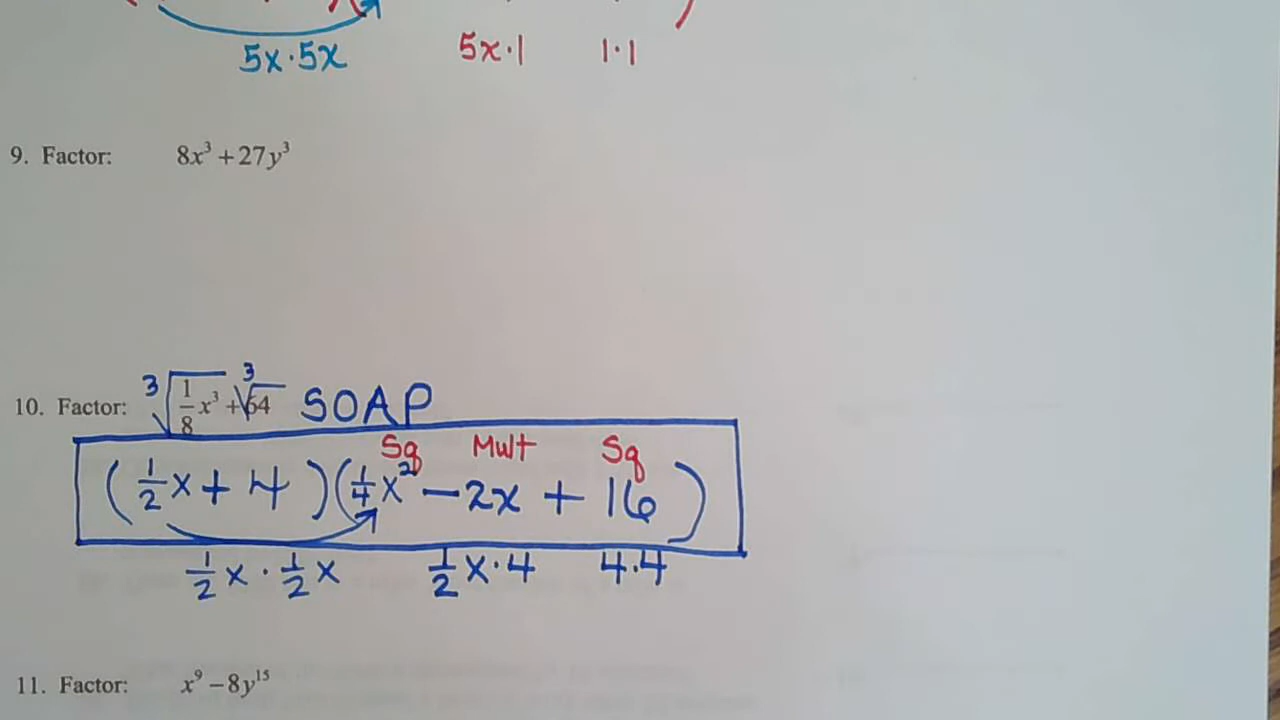 5x·5x 5x·1 1·1
9. Factor: 8x³ + 27y³
10. Factor: ∛(1/8 x³) + ∛64 SOAP
Sq Mult Sq
(1/2 x + 4)(1/4 x² − 2x + 16)
1/2 x · 1/2 x 1/2 x·4 4·4
11. Factor: x⁹ − 8y¹⁵